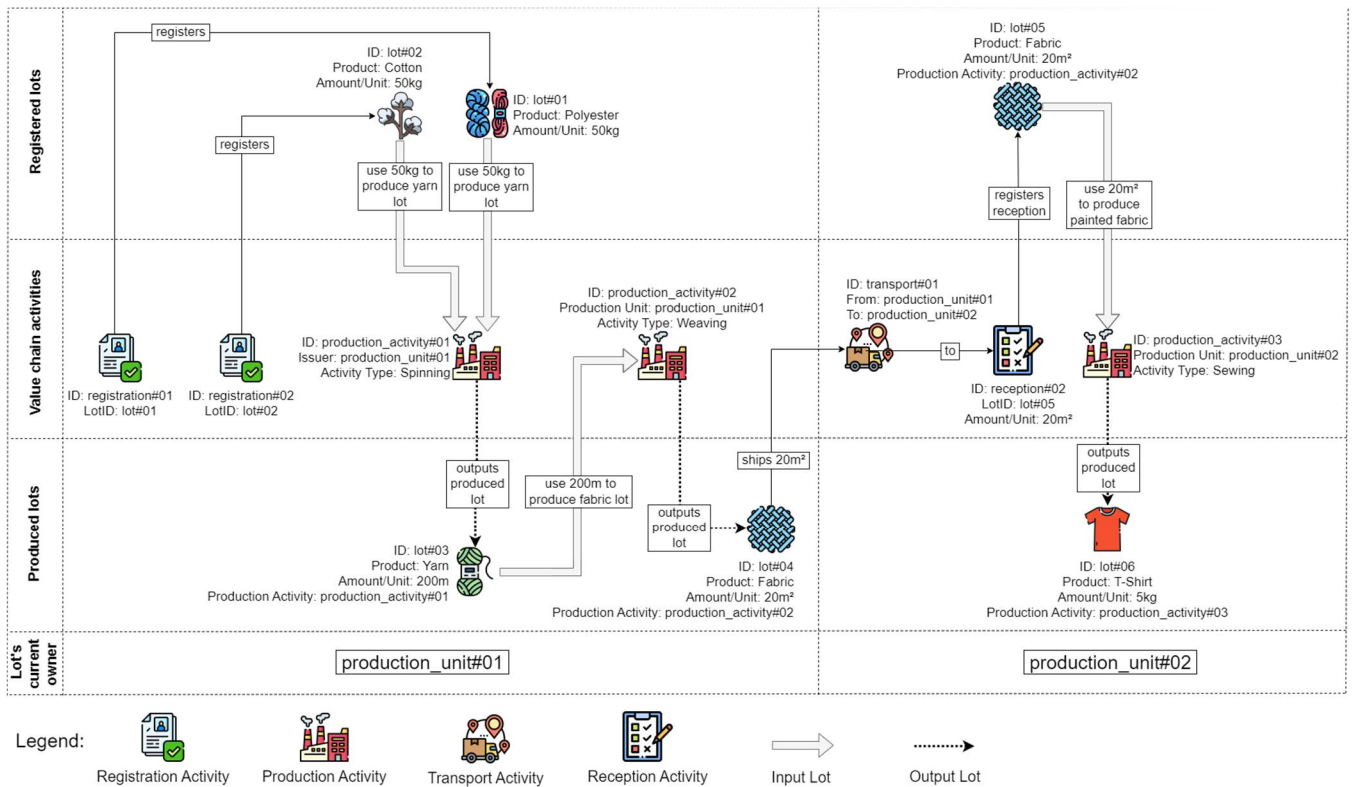 Registered lots
registers
ID: lot#02
Product: Cotton
Amount/Unit: 50kg
ID: lot#01
Product: Polyester
Amount/Unit: 50kg
registers
use 50kg to
produce yarn
lot
use 50kg to
produce yarn
lot
ID: lot#05
Product: Fabric
Amount/Unit: 20m²
Production Activity: production_activity#02
registers
reception
use 20m²
to produce
painted fabric
Value chain activities
ID: registration#01
LotID: lot#01
ID: registration#02
LotID: lot#02
ID: production_activity#01
Issuer: production_unit#01
Activity Type: Spinning
ID: production_activity#02
Production Unit: production_unit#01
Activity Type: Weaving
ID: transport#01
From: production_unit#01
To: production_unit#02
to
ID: reception#02
LotID: lot#05
Amount/Unit: 20m²
ID: production_activity#03
Production Unit: production_unit#02
Activity Type: Sewing
Produced lots
outputs
produced
lot
use 200m to
produce fabric lot
ID: lot#03
Product: Yarn
Amount/Unit: 200m
Production Activity: production_activity#01
outputs
produced
lot
ships 20m²
ID: lot#04
Product: Fabric
Amount/Unit: 20m²
Production Activity: production_activity#02
outputs
produced
lot
ID: lot#06
Product: T-Shirt
Amount/Unit: 5kg
Production Activity: production_activity#03
Lot's
current
owner
production_unit#01
production_unit#02
Legend:
Registration Activity
Production Activity
Transport Activity
Reception Activity
Input Lot
Output Lot